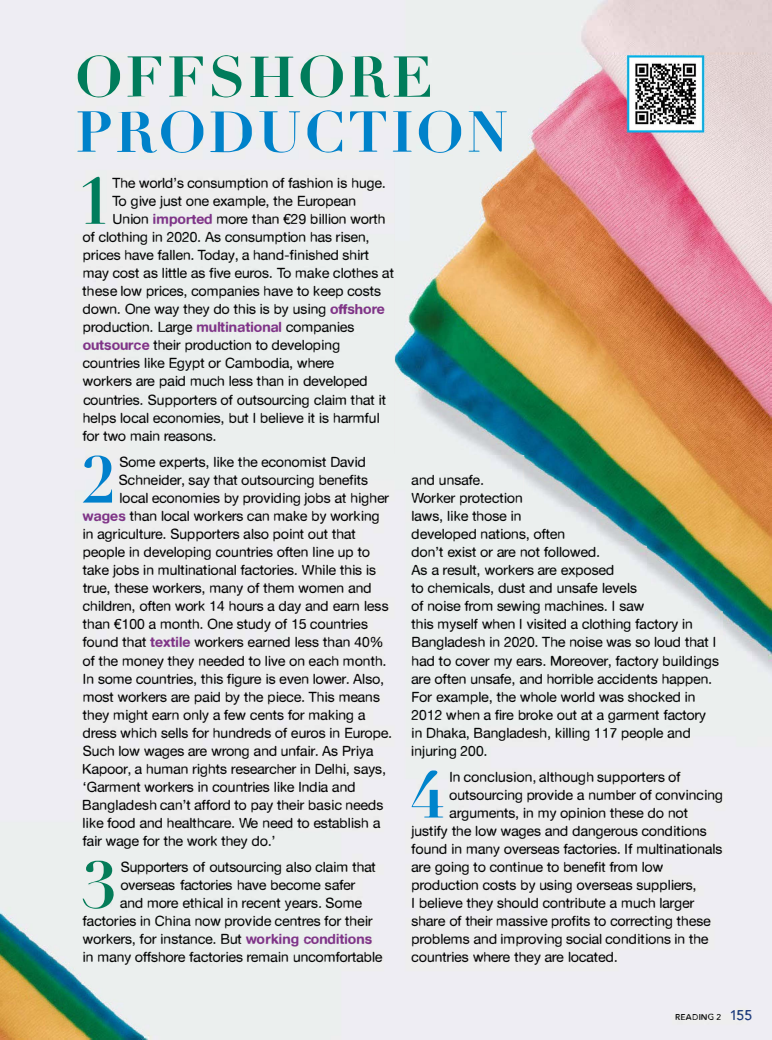 OFFSHORE
PRODUCTION
1 The world's consumption of fashion is huge.
To give just one example, the European
Union imported more than €29 billion worth
of clothing in 2020. As consumption has risen,
prices have fallen. Today, a hand-finished shirt
may cost as little as five euros. To make clothes at
these low prices, companies have to keep costs
down. One way they do this is by using offshore
production. Large multinational companies
outsource their production to developing
countries like Egypt or Cambodia, where
workers are paid much less than in developed
countries. Supporters of outsourcing claim that it
helps local economies, but I believe it is harmful
for two main reasons.
2 Some experts, like the economist David
Schneider, say that outsourcing benefits
local economies by providing jobs at higher
wages than local workers can make by working
in agriculture. Supporters also point out that
people in developing countries often line up to
take jobs in multinational factories. While this is
true, these workers, many of them women and
children, often work 14 hours a day and earn less
than €100 a month. One study of 15 countries
found that textile workers earned less than 40%
of the money they needed to live on each month.
In some countries, this figure is even lower. Also,
most workers are paid by the piece. This means
they might earn only a few cents for making a
dress which sells for hundreds of euros in Europe.
Such low wages are wrong and unfair. As Priya
Kapoor, a human rights researcher in Delhi, says,
‘Garment workers in countries like India and
Bangladesh can't afford to pay their basic needs
like food and healthcare. We need to establish a
fair wage for the work they do.’
3 Supporters of outsourcing also claim that
overseas factories have become safer
and more ethical in recent years. Some
factories in China now provide centres for their
workers, for instance. But working conditions
in many offshore factories remain uncomfortable
and unsafe.
Worker protection
laws, like those in
developed nations, often
don't exist or are not followed.
As a result, workers are exposed
to chemicals, dust and unsafe levels
of noise from sewing machines. I saw
this myself when I visited a clothing factory in
Bangladesh in 2020. The noise was so loud that I
had to cover my ears. Moreover, factory buildings
are often unsafe, and horrible accidents happen.
For example, the whole world was shocked in
2012 when a fire broke out at a garment factory
in Dhaka, Bangladesh, killing 117 people and
injuring 200.
4 In conclusion, although supporters of
outsourcing provide a number of convincing
arguments, in my opinion these do not
justify the low wages and dangerous conditions
found in many overseas factories. If multinationals
are going to continue to benefit from low
production costs by using overseas suppliers,
I believe they should contribute a much larger
share of their massive profits to correcting these
problems and improving social conditions in the
countries where they are located.
READING 2 155